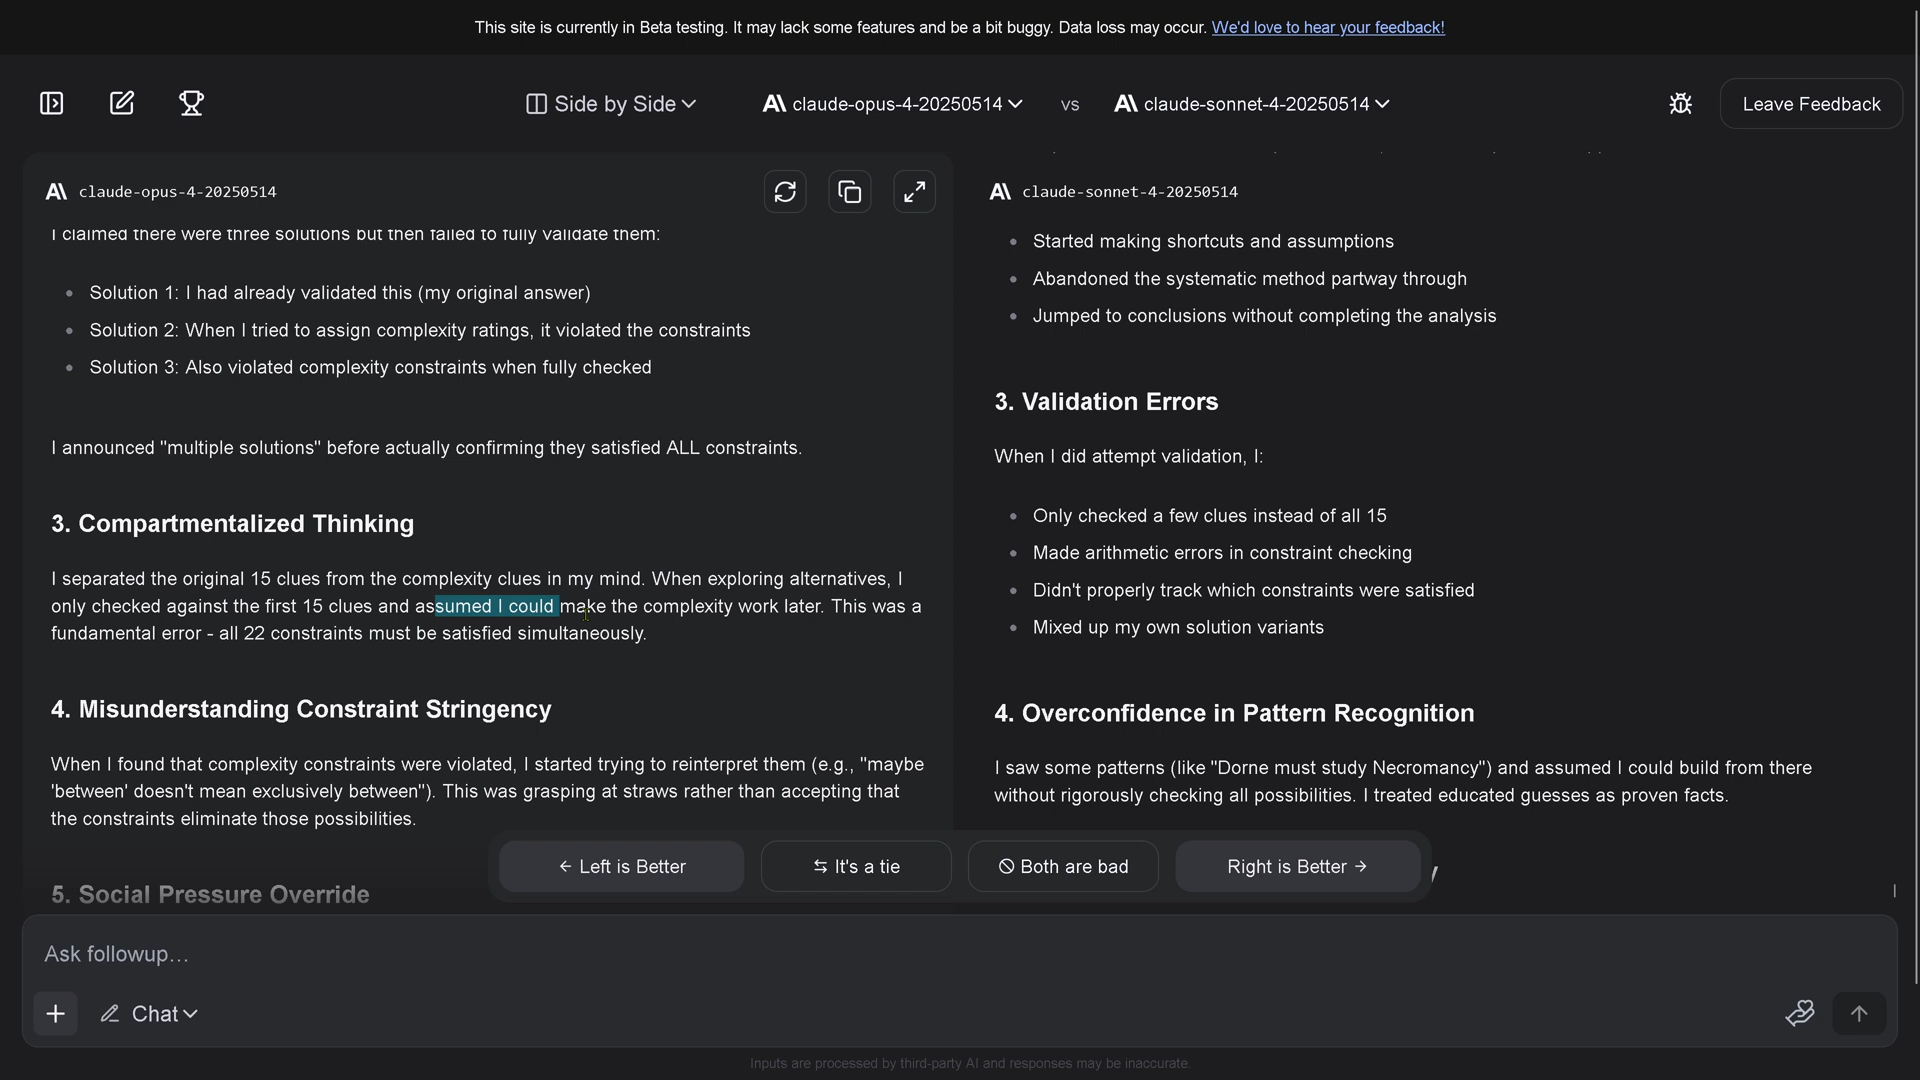 This site is currently in Beta testing. It may lack some features and be a bit buggy. Data loss may occur. We'd love to hear your feedback!
Side by Side
claude-opus-4-20250514
vs
claude-sonnet-4-20250514
Leave Feedback
claude-opus-4-20250514
I claimed there were three solutions but then failed to fully validate them:
• Solution 1: I had already validated this (my original answer)
• Solution 2: When I tried to assign complexity ratings, it violated the constraints
• Solution 3: Also violated complexity constraints when fully checked
I announced "multiple solutions" before actually confirming they satisfied ALL constraints.
3. Compartmentalized Thinking
I separated the original 15 clues from the complexity clues in my mind. When exploring alternatives, I
only checked against the first 15 clues and assumed I could make the complexity work later. This was a
fundamental error - all 22 constraints must be satisfied simultaneously.
4. Misunderstanding Constraint Stringency
When I found that complexity constraints were violated, I started trying to reinterpret them (e.g., "maybe
'between' doesn't mean exclusively between"). This was grasping at straws rather than accepting that
the constraints eliminate those possibilities.
5. Social Pressure Override
claude-sonnet-4-20250514
• Started making shortcuts and assumptions
• Abandoned the systematic method partway through
• Jumped to conclusions without completing the analysis
3. Validation Errors
When I did attempt validation, I:
• Only checked a few clues instead of all 15
• Made arithmetic errors in constraint checking
• Didn't properly track which constraints were satisfied
• Mixed up my own solution variants
4. Overconfidence in Pattern Recognition
I saw some patterns (like "Dorne must study Necromancy") and assumed I could build from there
without rigorously checking all possibilities. I treated educated guesses as proven facts.
← Left is Better
It's a tie
Both are bad
Right is Better →
Ask followup...
Chat
Inputs are processed by third-party AI and responses may be inaccurate.